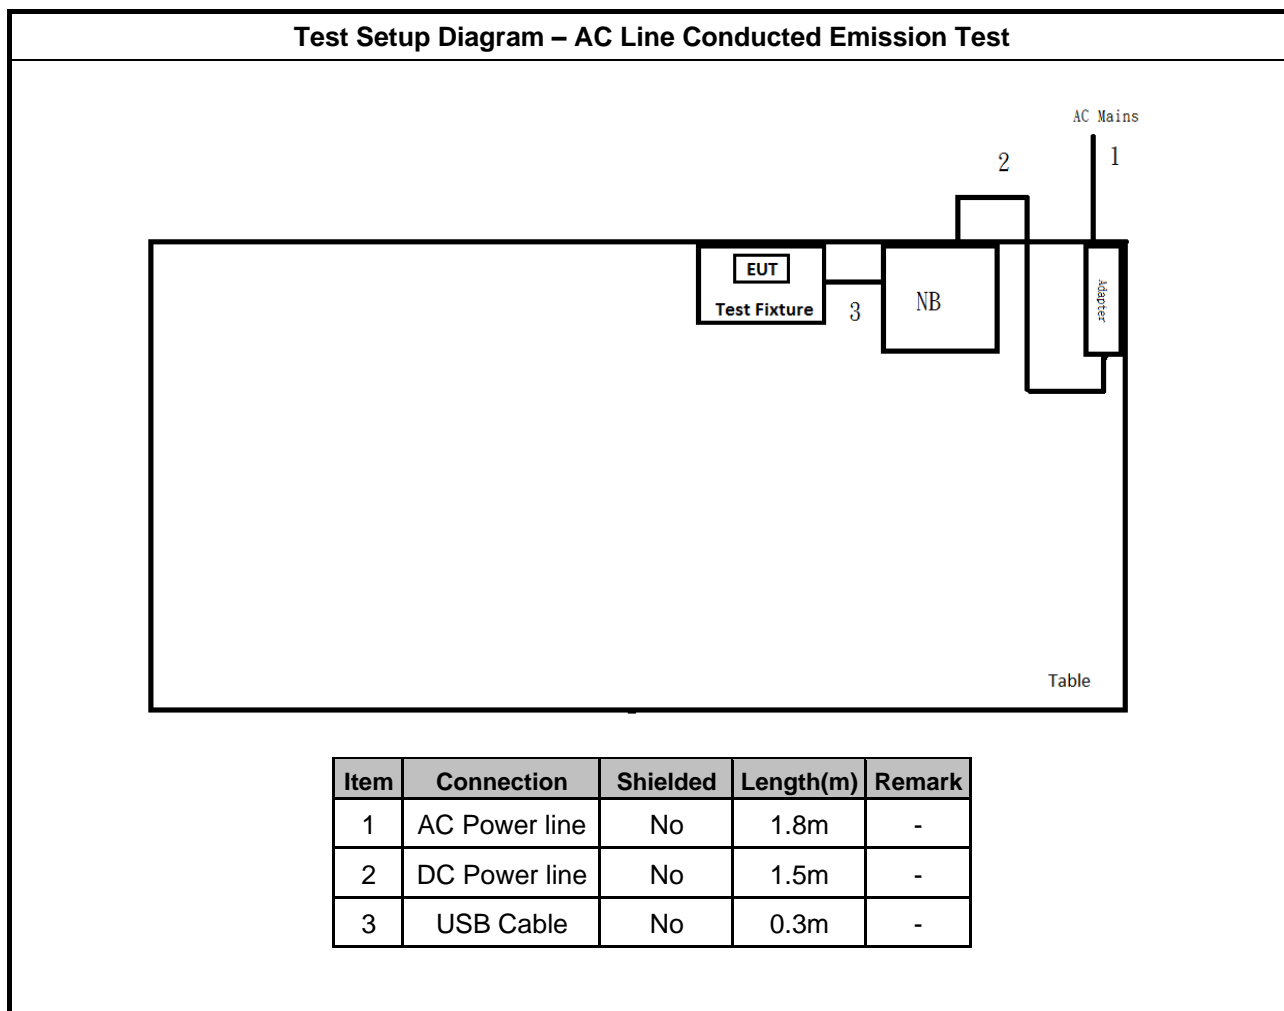 Test Setup Diagram – AC Line Conducted Emission Test
AC Mains
1
2
EUT
Test Fixture
3
NB
Adapter
Table
Item Connection Shielded Length(m) Remark
1 AC Power line No 1.8m -
2 DC Power line No 1.5m -
3 USB Cable No 0.3m -